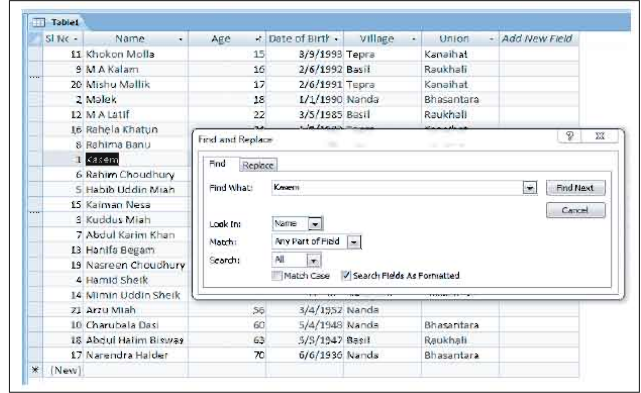 Table1
Sl No Name Age Date of Birth Village Union Add New Field
11 Khokon Molla 15 3/9/1993 Tepra Kanaihat
9 M A Kalam 16 2/6/1992 Basil Raukhali
20 Mishu Mallik 17 2/6/1991 Tepra Kanaihat
2 Malek 18 1/1/1990 Nanda Bhasantara
12 M A Latif 22 3/5/1985 Basil Raukhali
16 Rahela Khatun
8 Rahima Banu
1 Kasem
6 Rahim Choudhury
5 Habib Uddin Miah
15 Kaiman Nesa
3 Kuddus Miah
7 Abdul Karim Khan
13 Hanifa Begam
19 Nasreen Choudhury
4 Hamid Sheik
14 Mimin Uddin Sheik
21 Arzu Miah 56 3/4/1952 Nanda
10 Charubala Dasi 60 5/4/1948 Nanda Bhasantara
18 Abdul Halim Biswas 63 5/5/1947 Basil Raukhali
17 Narendra Halder 70 6/6/1936 Nanda Bhasantara
* (New)
Find and Replace
Find Replace
Find What: Kasem Find Next
Cancel
Look In: Name
Match: Any Part of Field
Search: All
Match Case Search Fields As Formatted